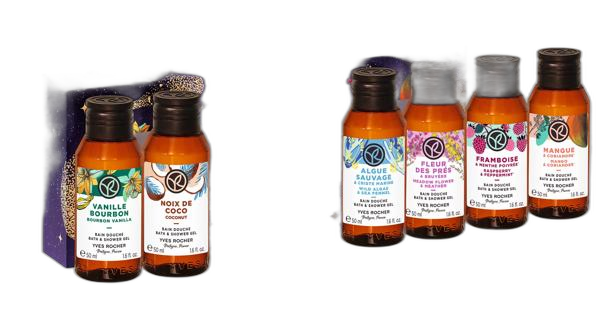 VANILLE
BOURBON
BOURBON VANILLA
BAIN DOUCHE
BATH & SHOWER GEL
YVES ROCHER
50 ml 1.6 fl. oz.
NOIX DE
COCO
COCONUT
BAIN DOUCHE
BATH & SHOWER GEL
YVES ROCHER
50 ml 1.6 fl. oz.
ALGUE
SAUVAGE
& CRISTE MARINE
WILD ALGAE
& SEA FENNEL
BAIN DOUCHE
BATH & SHOWER GEL
YVES ROCHER
50 ml 1.6 fl. oz.
FLEUR
DES PRÉS
& BRUYÈRE
MEADOW FLOWER
& HEATHER
BAIN DOUCHE
BATH & SHOWER GEL
YVES ROCHER
50 ml 1.6 fl. oz.
FRAMBOISE
& MENTHE POIVRÉE
RASPBERRY
& PEPPERMINT
BAIN DOUCHE
BATH & SHOWER GEL
YVES ROCHER
50 ml 1.6 fl. oz.
MANGUE
& CORIANDRE
MANGO
& CORIANDER
BAIN DOUCHE
BATH & SHOWER GEL
YVES ROCHER
50 ml 1.6 fl. oz.